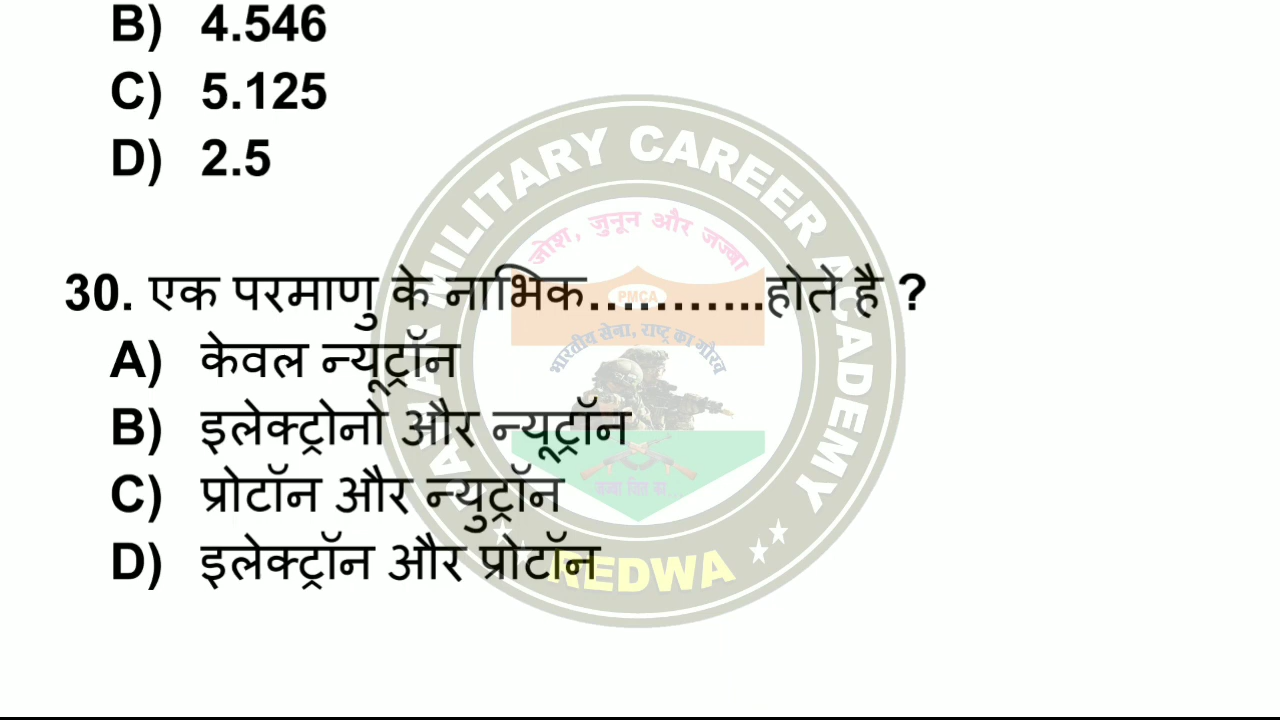 B) 4.546
C) 5.125
D) 2.5
30. एक परमाणु के नाभिक...........होते है ?
A) केवल न्यूट्रॉन
B) इलेक्ट्रोनो और न्यूट्रॉन
C) प्रोटॉन और न्युट्रॉन
D) इलेक्ट्रॉन और प्रोटॉन
MILITARY CAREER ACADEMY
जोश, जुनून और जज्बा
PMCA
भारतीय सेना, राष्ट्र का गौरव
REDWA